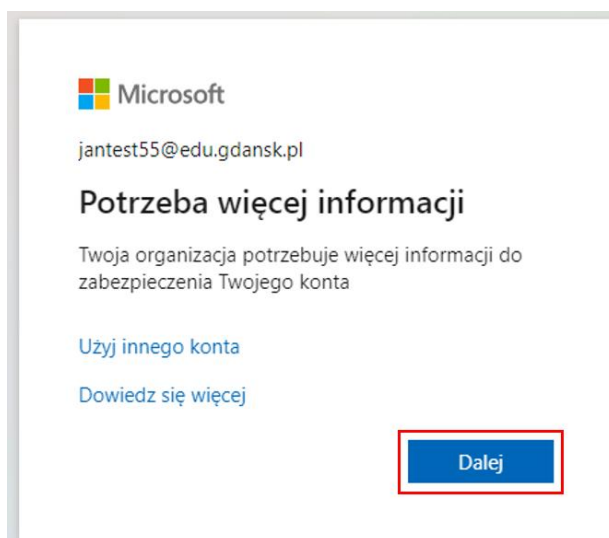 Microsoft
jantest55@edu.gdansk.pl
Potrzeba więcej informacji
Twoja organizacja potrzebuje więcej informacji do
zabezpieczenia Twojego konta
Użyj innego konta
Dowiedz się więcej
Dalej